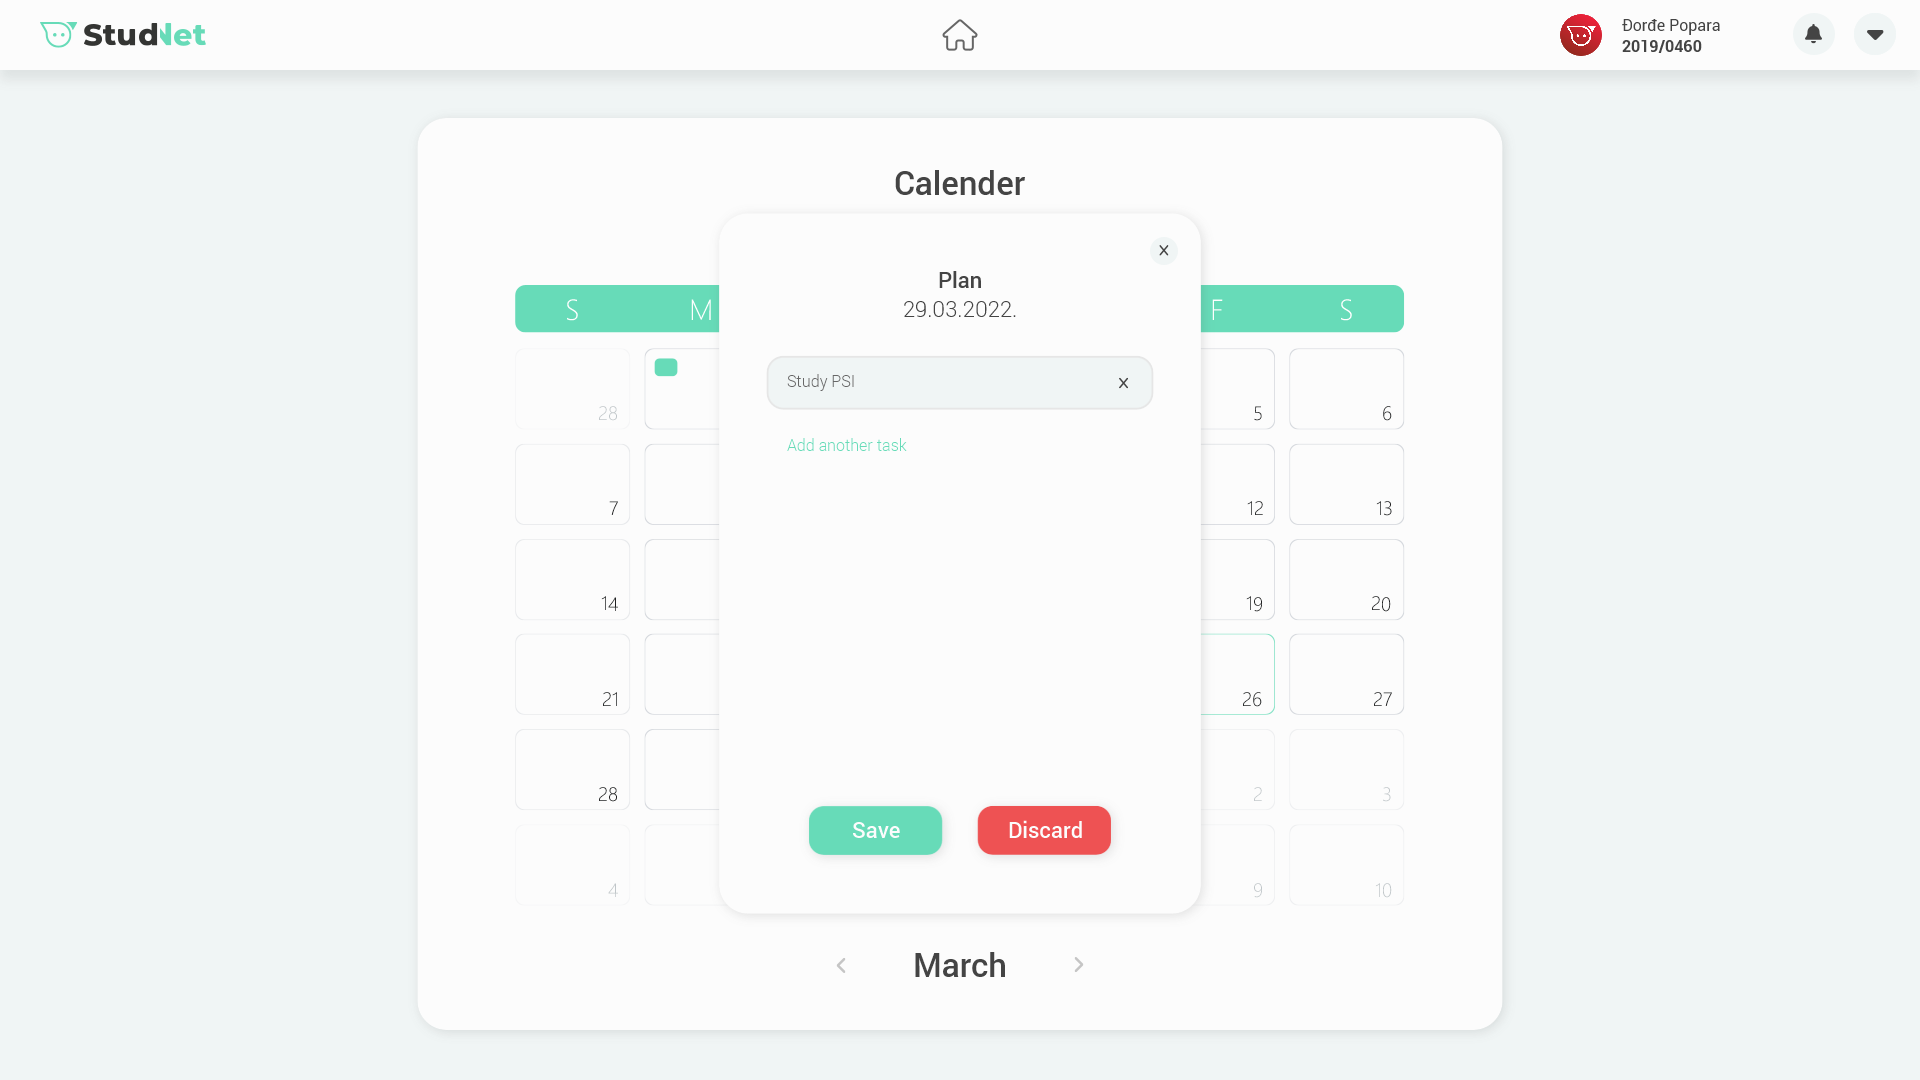 StudNet
Đorđe Popara
2019/0460
Calender
S M F S
X
Plan
29.03.2022.
Study PSI
x
Add another task
28 5 6
7 12 13
14 19 20
21 26 27
28 2 3
4 9 10
Save Discard
March